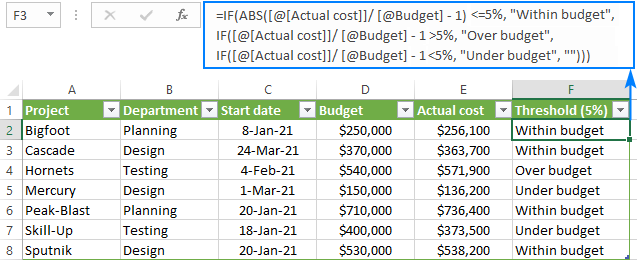 F3 fx =IF(ABS([@[Actual cost]]/ [@Budget] - 1) <=5%, "Within budget",
IF([@[Actual cost]]/ [@Budget] - 1 >5%, "Over budget",
IF([@[Actual cost]]/ [@Budget] - 1<5%, "Under budget", "")))
A B C D E F
1 Project Department Start date Budget Actual cost Threshold (5%)
2 Bigfoot Planning 8-Jan-21 $250,000 $256,100 Within budget
3 Cascade Design 24-Mar-21 $370,000 $363,700 Within budget
4 Hornets Testing 4-Feb-21 $540,000 $571,900 Over budget
5 Mercury Design 1-Mar-21 $150,000 $136,200 Under budget
6 Peak-Blast Planning 20-Jan-21 $710,000 $736,400 Within budget
7 Skill-Up Testing 18-Jan-21 $400,000 $373,500 Under budget
8 Sputnik Design 20-Jan-21 $530,000 $538,200 Within budget